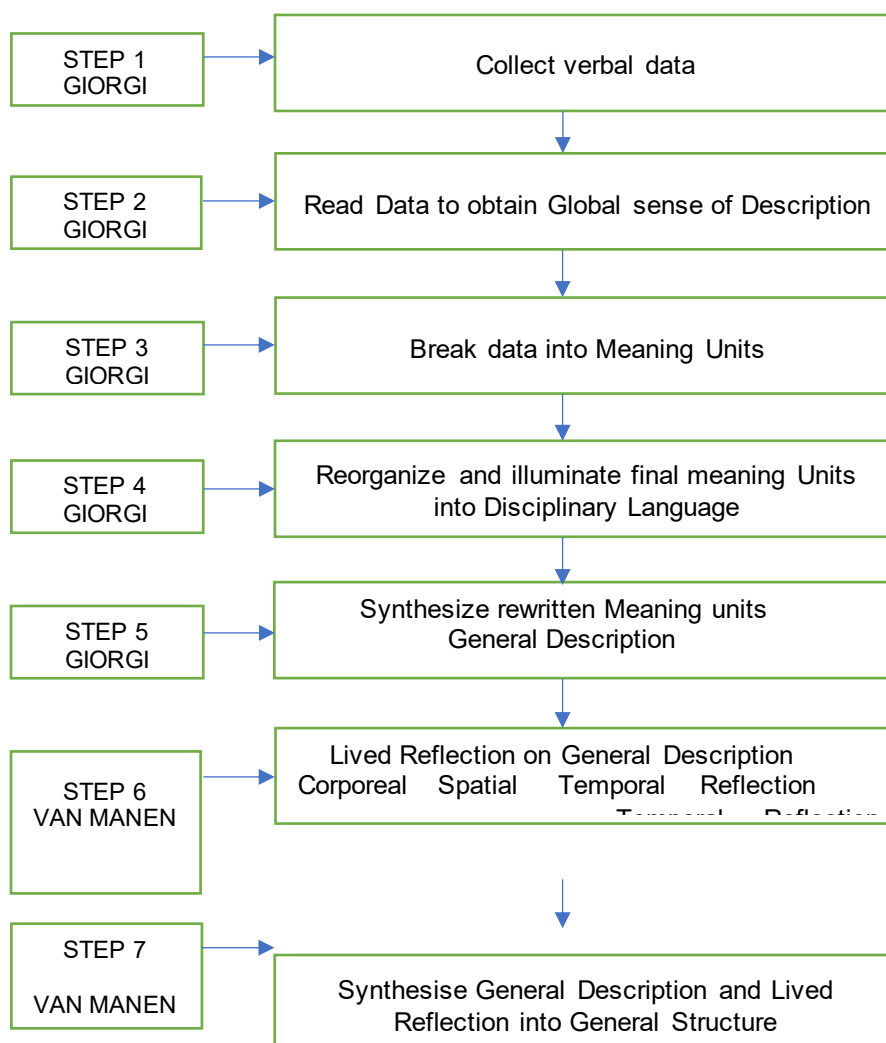 STEP 1
GIORGI
Collect verbal data
STEP 2
GIORGI
Read Data to obtain Global sense of Description
STEP 3
GIORGI
Break data into Meaning Units
STEP 4
GIORGI
Reorganize and illuminate final meaning Units
into Disciplinary Language
STEP 5
GIORGI
Synthesize rewritten Meaning units
General Description
STEP 6
VAN MANEN
Lived Reflection on General Description
Corporeal Spatial Temporal Reflection
Temporal Reflection
STEP 7
VAN MANEN
Synthesise General Description and Lived
Reflection into General Structure